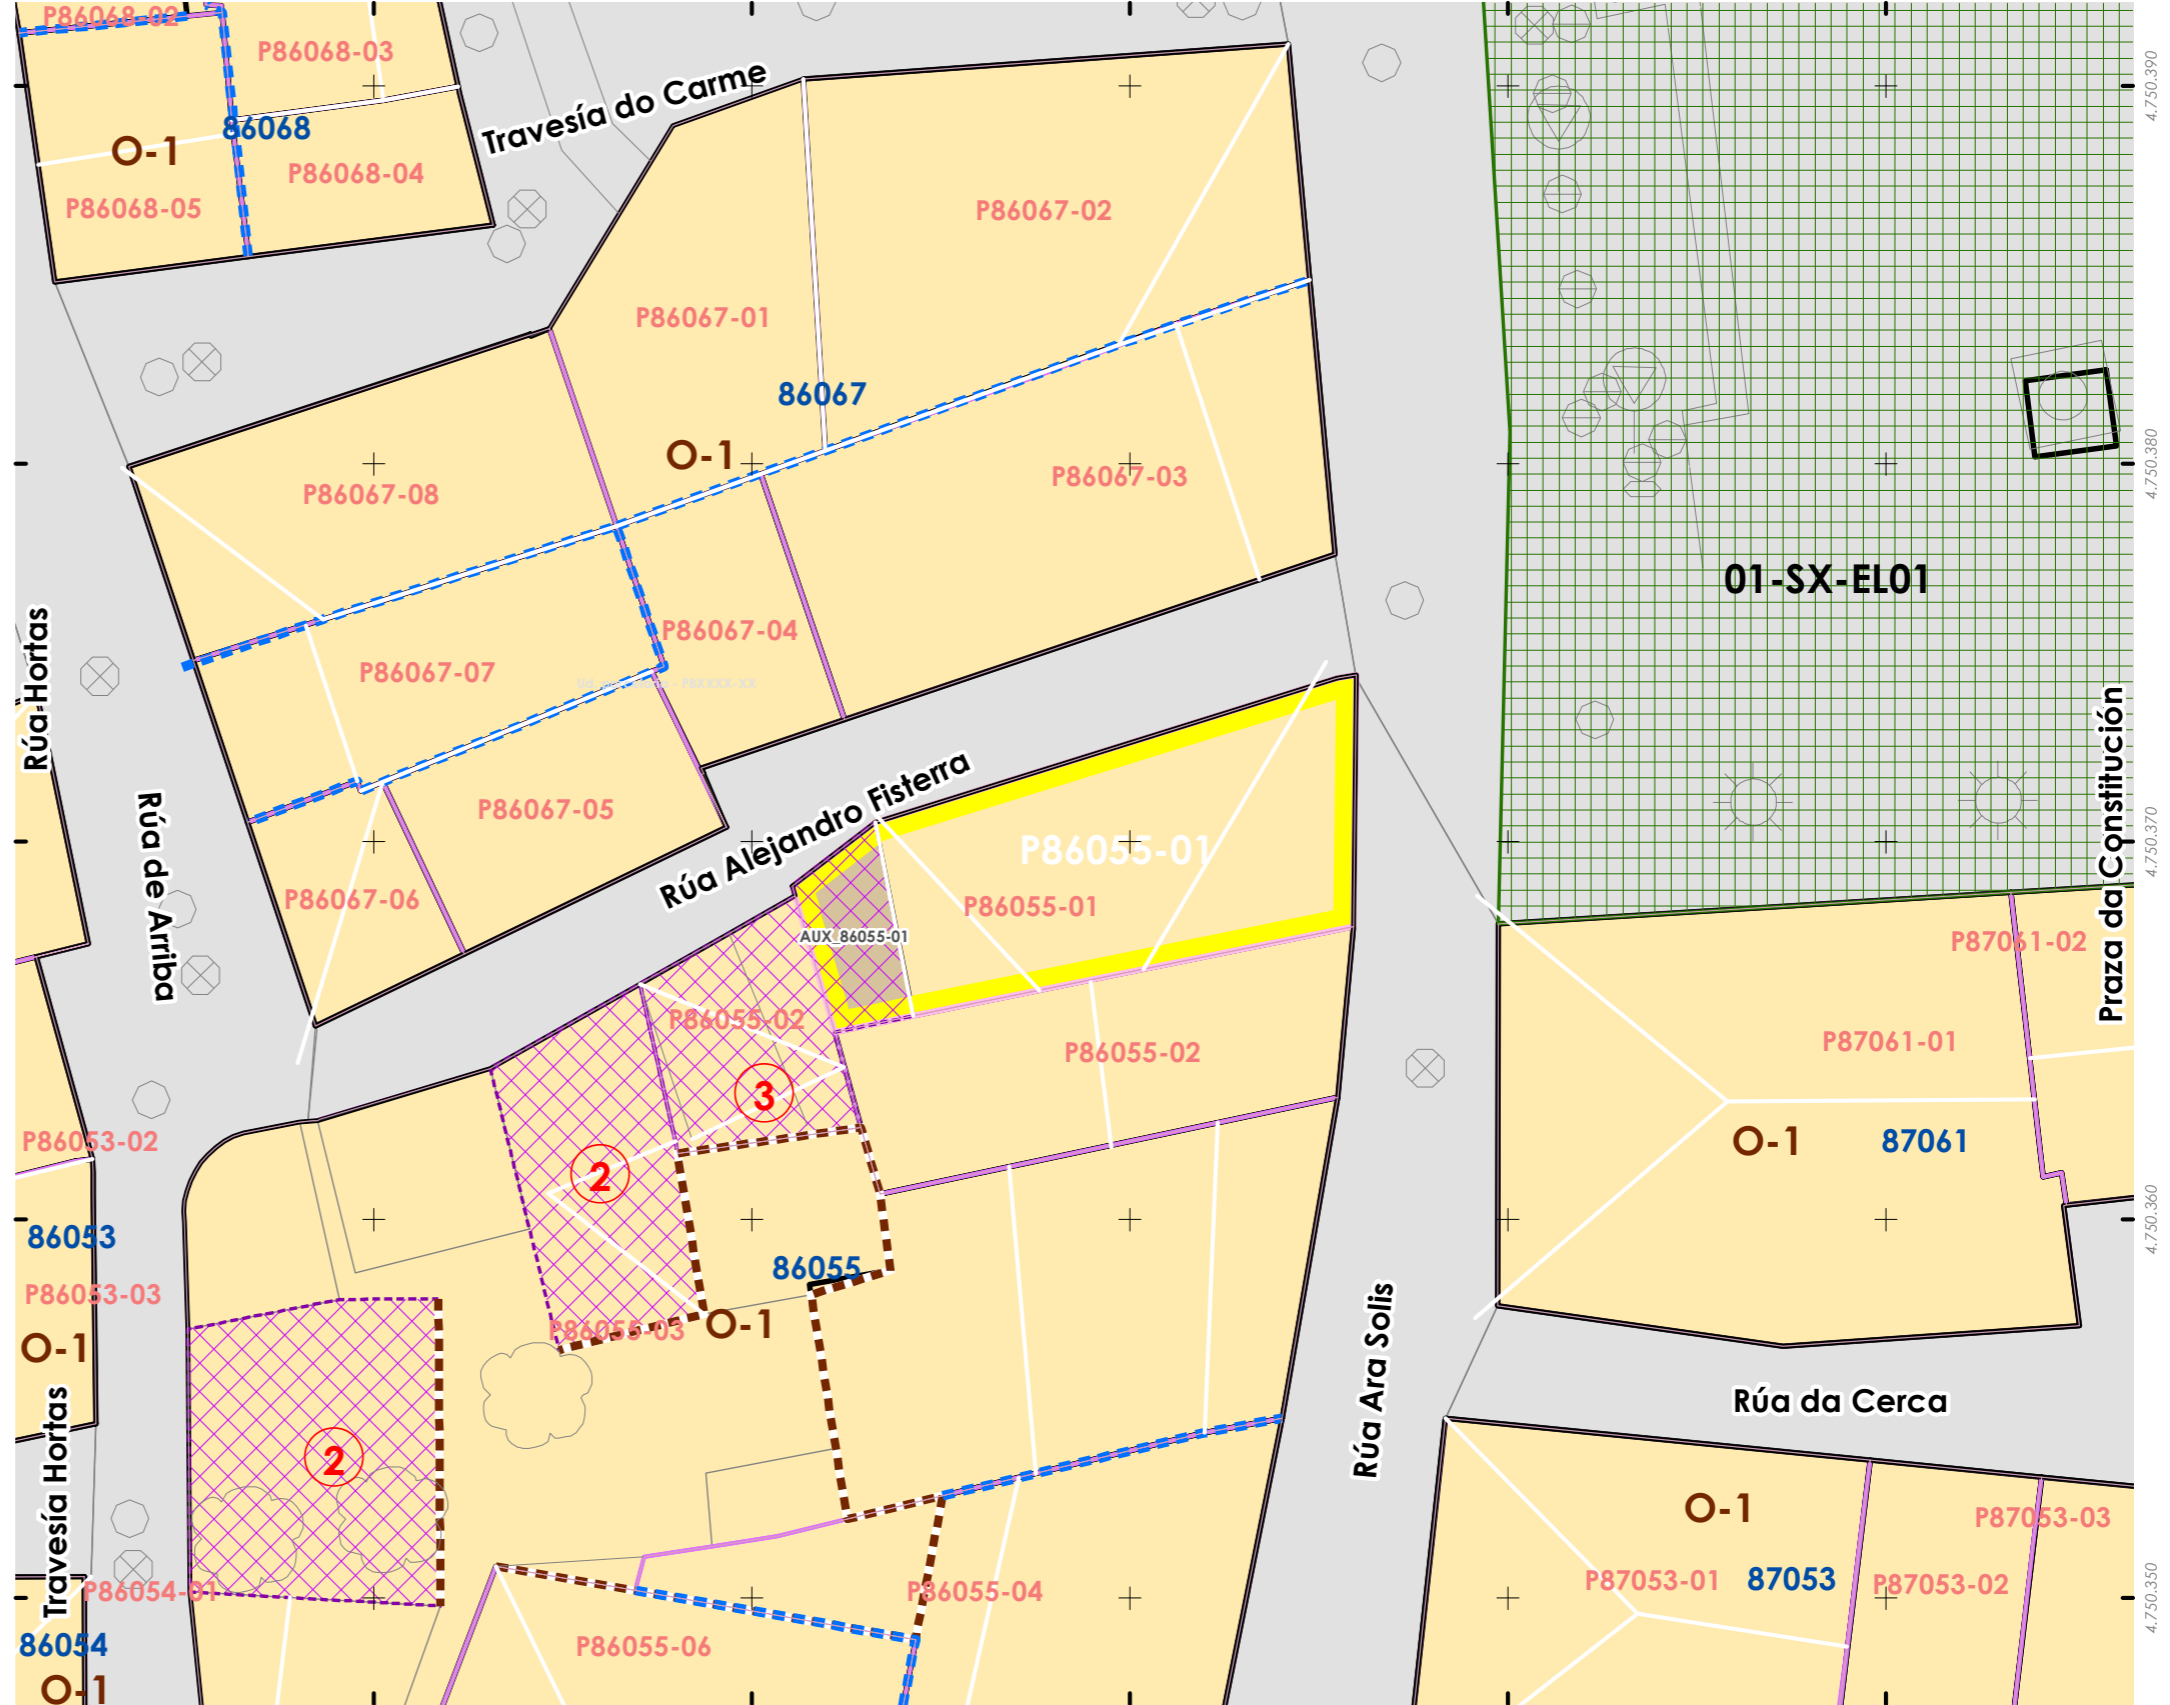 P86068-02
P86068-03
4.750.390
Travesía do Carme
86068
O-1
P86068-04
P86068-05
P86067-02
P86067-01
86067
O-1
P86067-03
P86067-08
4.750.380
01-SX-EL01
P86067-04
P86067-07
Rúa Hortas
Praza da Constitución
Rúa de Arriba
P86067-05
Rúa Alejandro Fisterra
P86055-01
4.750.370
P86067-06
P86055-01
AUX_86055-01
P87061-02
P86055-02
P86055-02
P87061-01
3
P86053-02
O-1
87061
2
86053
86055
4.750.360
P86053-03
O-1
P86055-03
O-1
Rúa Ara Solis
Rúa da Cerca
Travesía Hortas
2
O-1
P87053-03
P86054-01
P86055-04
P87053-01
87053
P87053-02
4.750.350
86054
P86055-06
O-1